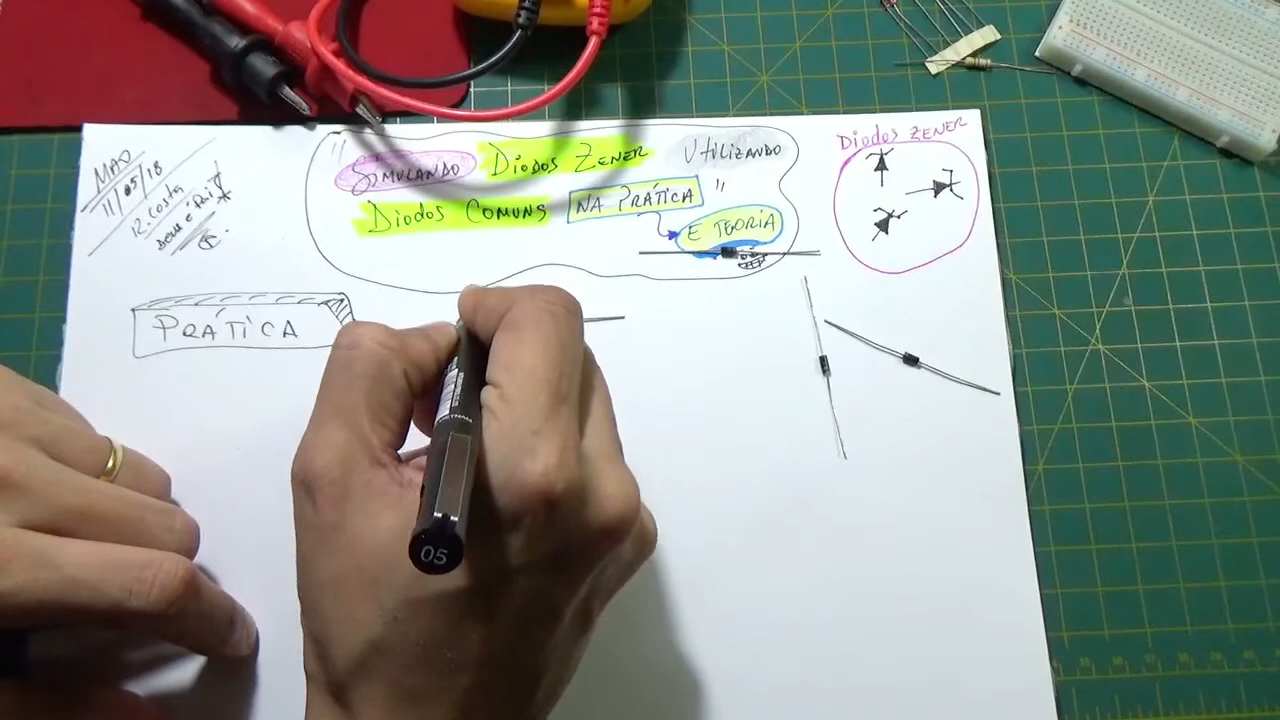 MAO
11/05/18
R. Costa
"Simulando Diodos Zener Utilizando
Diodos Comuns na Prática"
e Teoria
Diodos Zener
Prática
05